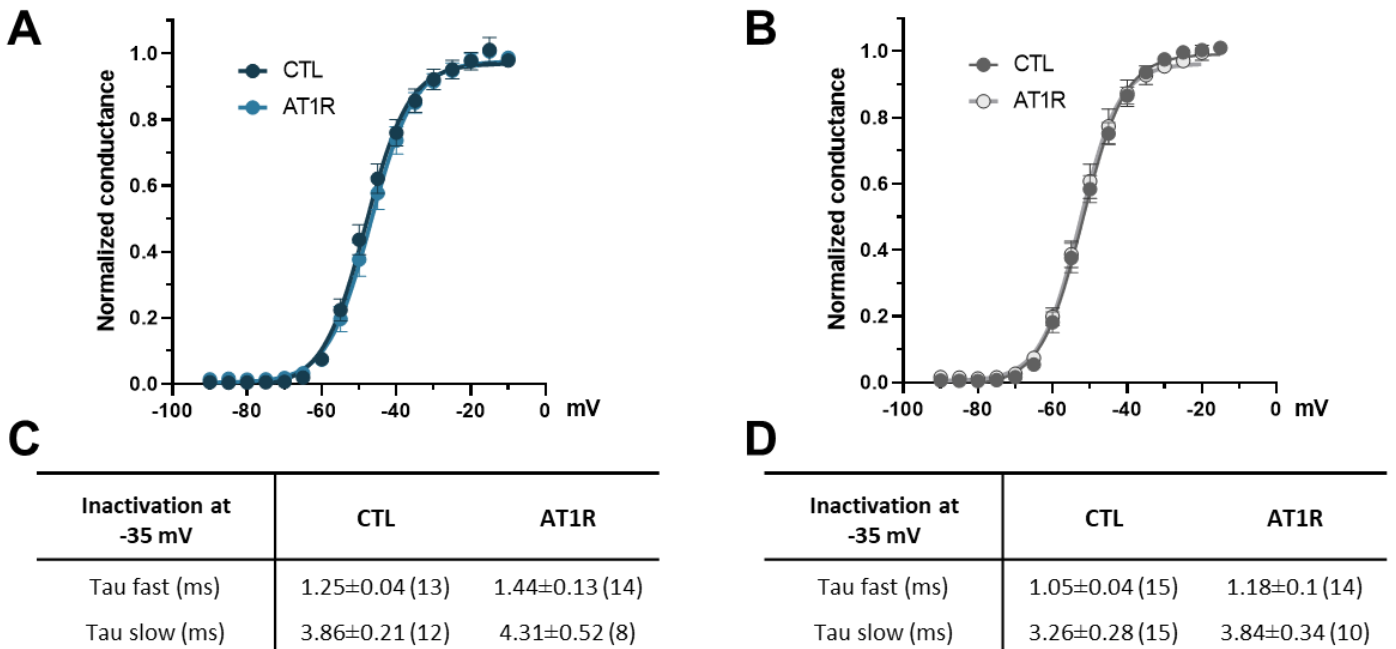 A
Normalized conductance
1.0
0.8
0.6
0.4
0.2
0.0
CTL
AT1R
-100 -80 -60 -40 -20 0 mV
B
Normalized conductance
1.0
0.8
0.6
0.4
0.2
0.0
CTL
AT1R
-100 -80 -60 -40 -20 0 mV
C
Inactivation at
-35 mV
CTL AT1R
Tau fast (ms) 1.25±0.04 (13) 1.44±0.13 (14)
Tau slow (ms) 3.86±0.21 (12) 4.31±0.52 (8)
D
Inactivation at
-35 mV
CTL AT1R
Tau fast (ms) 1.05±0.04 (15) 1.18±0.1 (14)
Tau slow (ms) 3.26±0.28 (15) 3.84±0.34 (10)